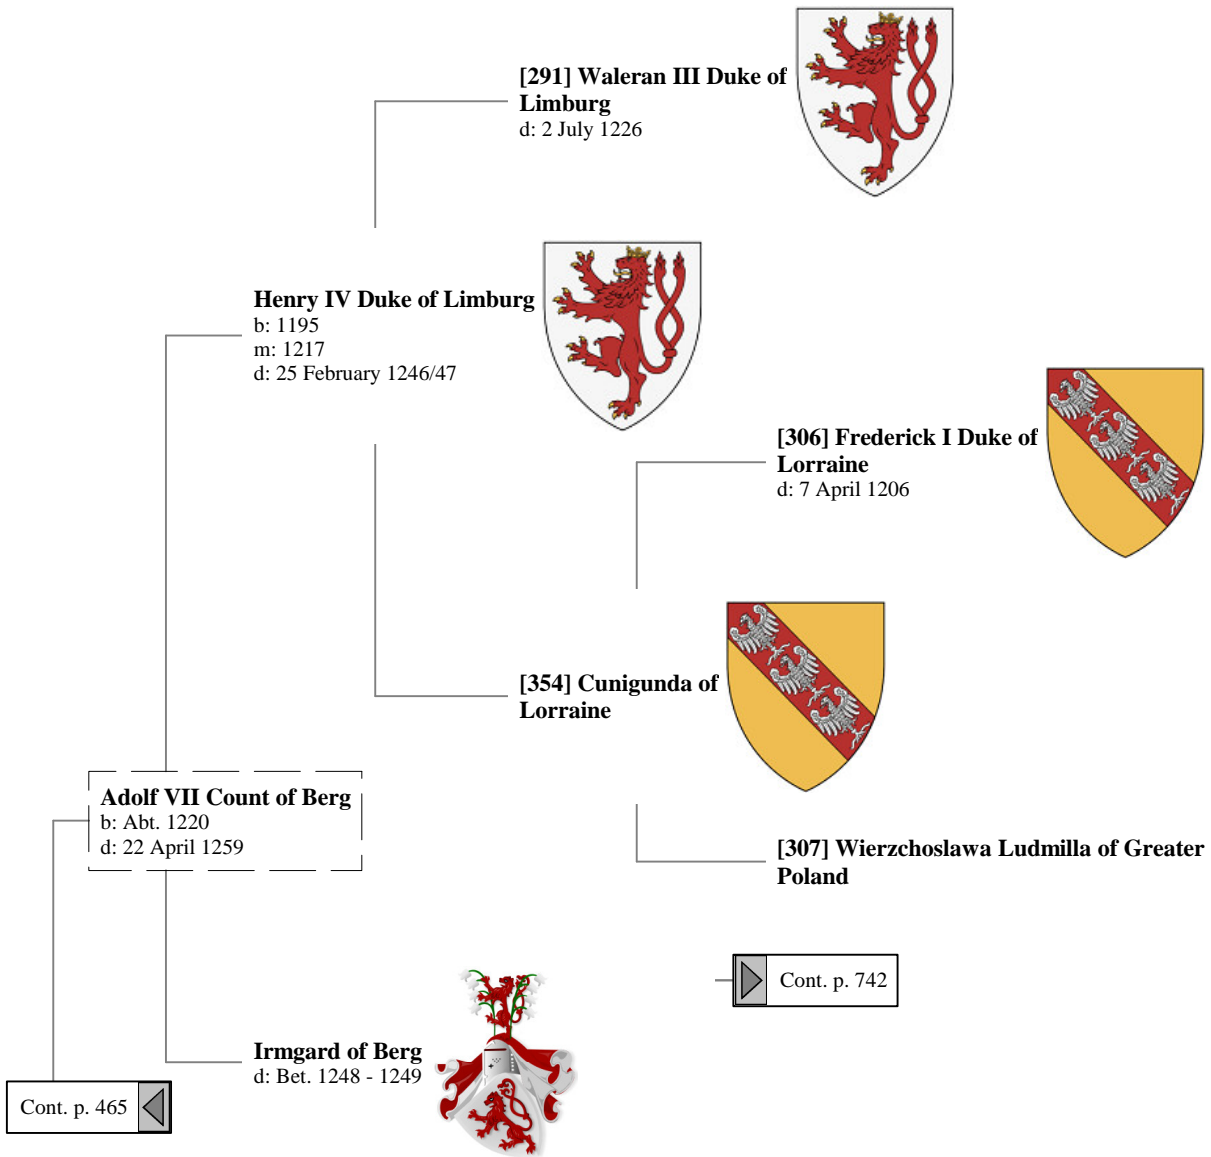 [291] Waleran III Duke of
Limburg
d: 2 July 1226
Henry IV Duke of Limburg
b: 1195
m: 1217
d: 25 February 1246/47
[306] Frederick I Duke of
Lorraine
d: 7 April 1206
[354] Cunigunda of
Lorraine
Adolf VII Count of Berg
b: Abt. 1220
d: 22 April 1259
[307] Wierzchoslawa Ludmilla of Greater
Poland
Cont. p. 742
Irmgard of Berg
d: Bet. 1248 - 1249
Cont. p. 465